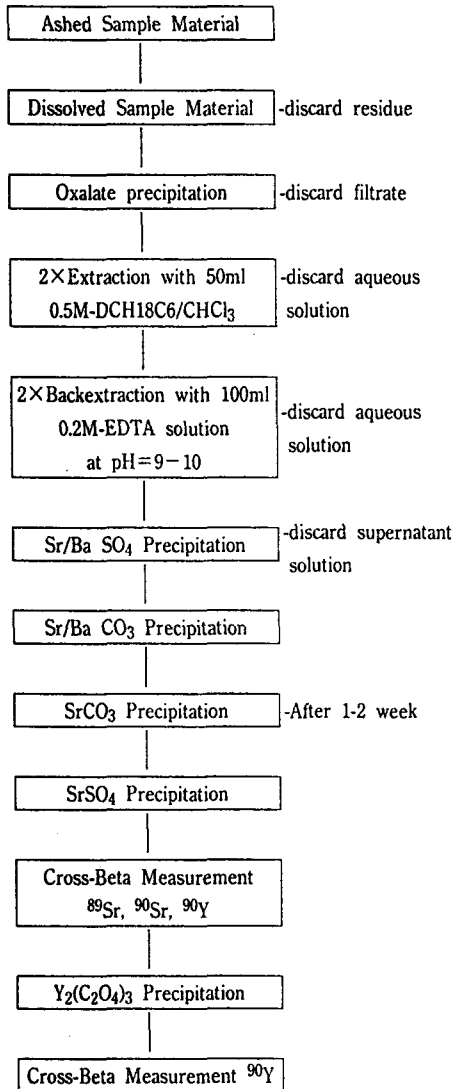 Ashed Sample Material
Dissolved Sample Material -discard residue
Oxalate precipitation -discard filtrate
2×Extraction with 50ml -discard aqueous
0.5M-DCH18C6/CHCl₃ solution
2×Backextraction with 100ml
0.2M-EDTA solution -discard aqueous
at pH=9-10 solution
Sr/Ba SO₄ Precipitation -discard supernatant
solution
Sr/Ba CO₃ Precipitation
SrCO₃ Precipitation -After 1-2 week
SrSO₄ Precipitation
Cross-Beta Measurement
⁸⁹Sr, ⁹⁰Sr, ⁹⁰Y
Y₂(C₂O₄)₃ Precipitation
Cross-Beta Measurement ⁹⁰Y